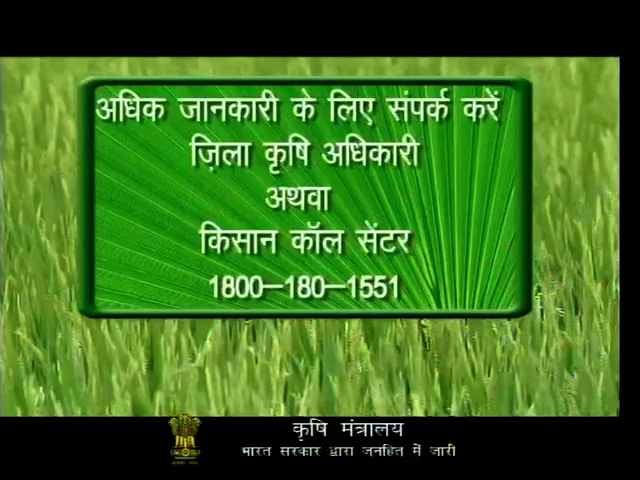 अधिक जानकारी के लिए संपर्क करें
ज़िला कृषि अधिकारी
अथवा
किसान कॉल सेंटर
1800–180–1551
कृषि मंत्रालय
भारत सरकार द्वारा जनहित में जारी